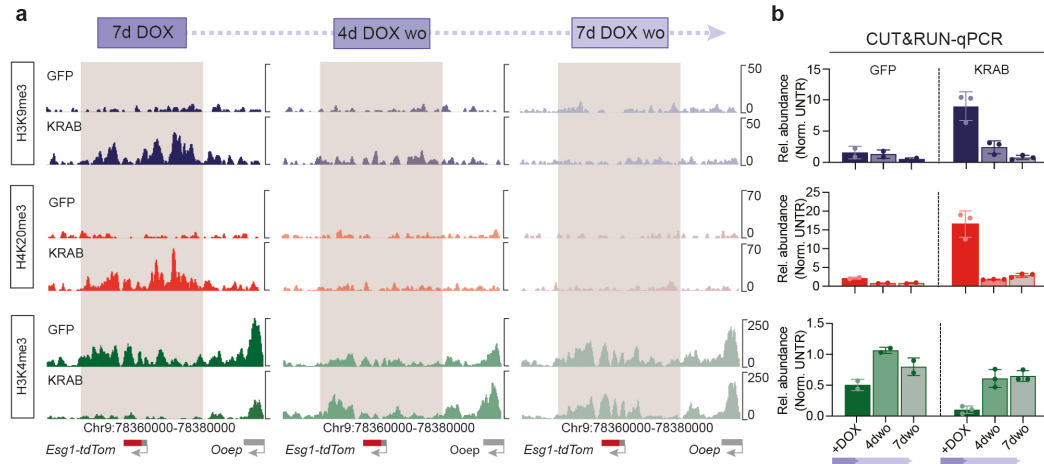 a
7d DOX
4d DOX wo
7d DOX wo
H3K9me3
GFP
50
0
KRAB
50
0
H4K20me3
GFP
70
0
KRAB
70
0
H3K4me3
GFP
250
0
KRAB
250
0
Chr9:78360000-78380000
Chr9:78360000-78380000
Chr9:78360000-78380000
Esg1-tdTom
Ooep
Esg1-tdTom
Ooep
Esg1-tdTom
Ooep
b
CUT&RUN-qPCR
GFP
KRAB
Rel. abundance
(Norm. UNTR)
15
10
5
0
Rel. abundance
(Norm. UNTR)
25
20
15
10
5
0
Rel. abundance
(Norm. UNTR)
1.5
1.0
0.5
0.0
+DOX
4dwo
7dwo
+DOX
4dwo
7dwo